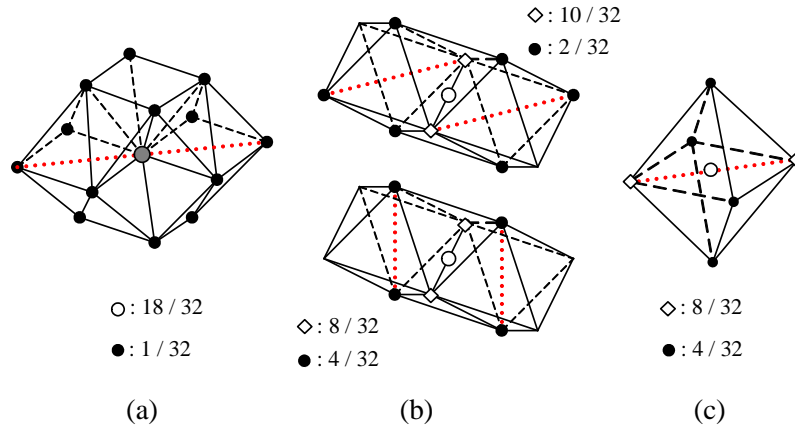 ◇: 10 / 32
●: 2 / 32
○: 18 / 32
●: 1 / 32
◇: 8 / 32
●: 4 / 32
◇: 8 / 32
●: 4 / 32
(a)
(b)
(c)